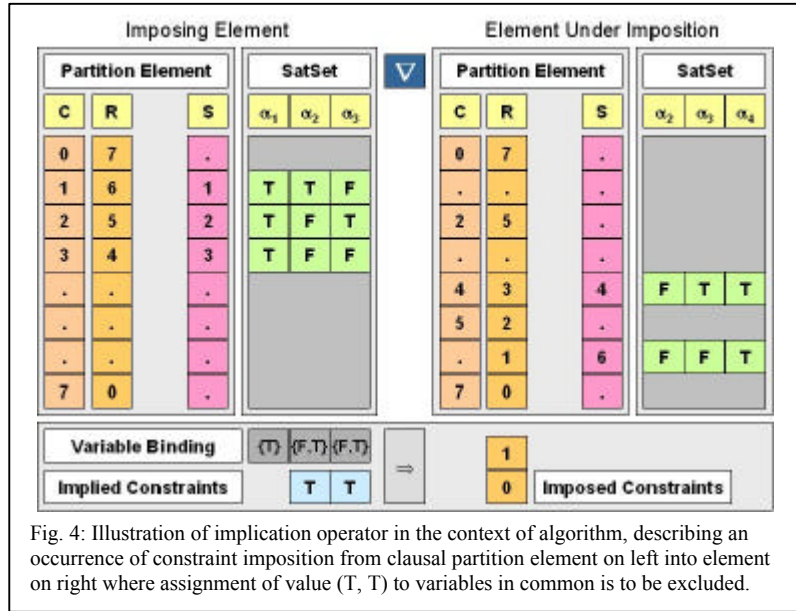 Imposing Element Element Under Imposition
Partition Element SatSet ∇ Partition Element SatSet
C R S α1 α2 α3 C R S α2 α3 α4
0 7 . 0 7 .
1 6 1 T T F . . .
2 5 2 T F T 2 5 .
3 4 3 T F F . . .
. . . 4 3 4 F T T
. . . 5 2 .
. . . . 1 6 F F T
7 0 . 7 0 .
Variable Binding {T} {F,T} {F,T} ⇒ 1
Implied Constraints T T 0 Imposed Constraints
Fig. 4: Illustration of implication operator in the context of algorithm, describing an
occurrence of constraint imposition from clausal partition element on left into element
on right where assignment of value (T, T) to variables in common is to be excluded.